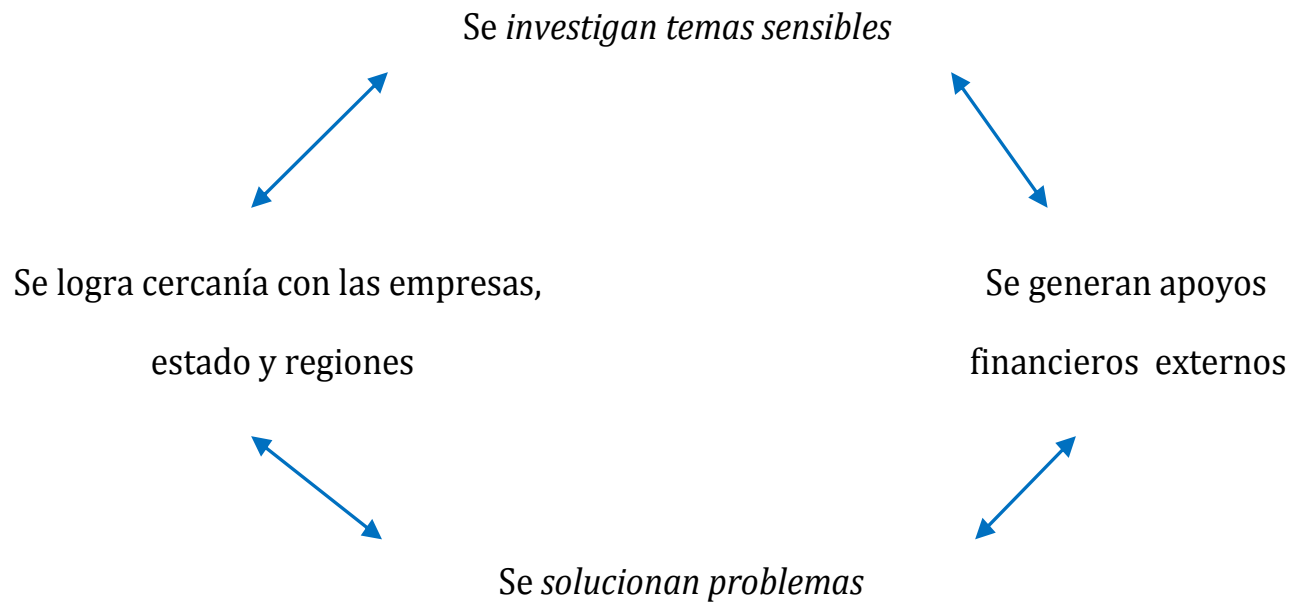 Se investigan temas sensibles
Se logra cercanía con las empresas,
estado y regiones
Se generan apoyos
financieros externos
Se solucionan problemas